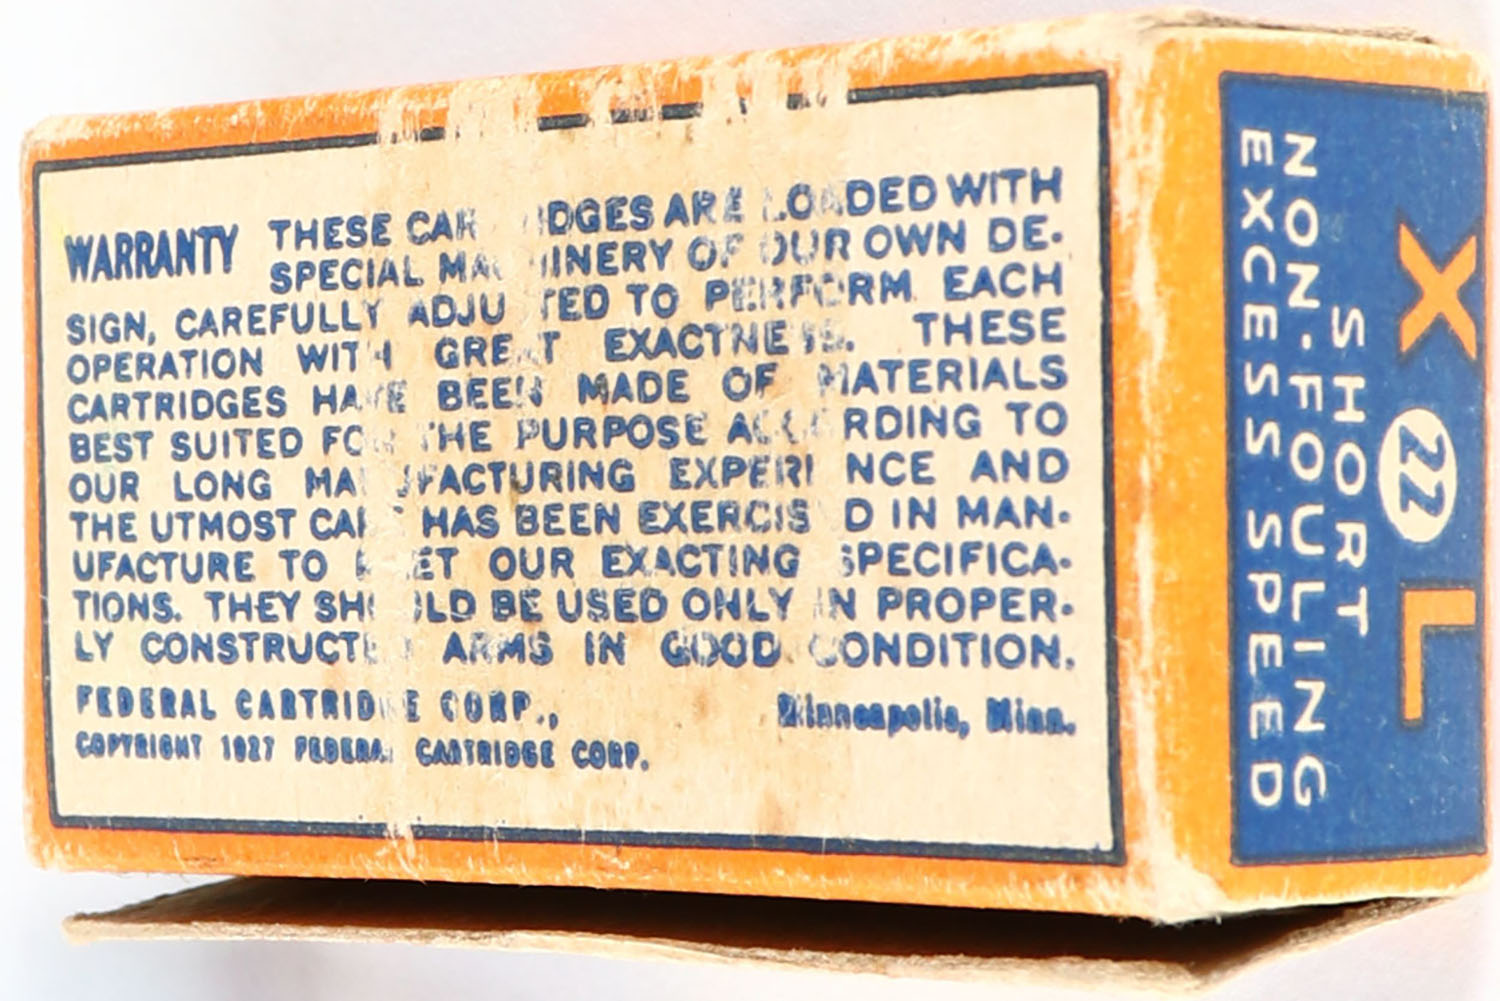 WARRANTY THESE CARTRIDGES ARE LOADED WITH
SPECIAL MACHINERY OF OUR OWN DE-
SIGN, CAREFULLY ADJUSTED TO PERFORM EACH
OPERATION WITH GREAT EXACTNESS. THESE
CARTRIDGES HAVE BEEN MADE OF MATERIALS
BEST SUITED FOR THE PURPOSE ACCORDING TO
OUR LONG MANUFACTURING EXPERIENCE AND
THE UTMOST CARE HAS BEEN EXERCISED IN MAN-
UFACTURE TO MEET OUR EXACTING SPECIFICA-
TIONS. THEY SHOULD BE USED ONLY IN PROPER-
LY CONSTRUCTED ARMS IN GOOD CONDITION.
FEDERAL CARTRIDGE CORP., Minneapolis, Minn.
COPYRIGHT 1927 FEDERAL CARTRIDGE CORP.
X 22 L
SHORT
NON-FOULING
EXCESS SPEED